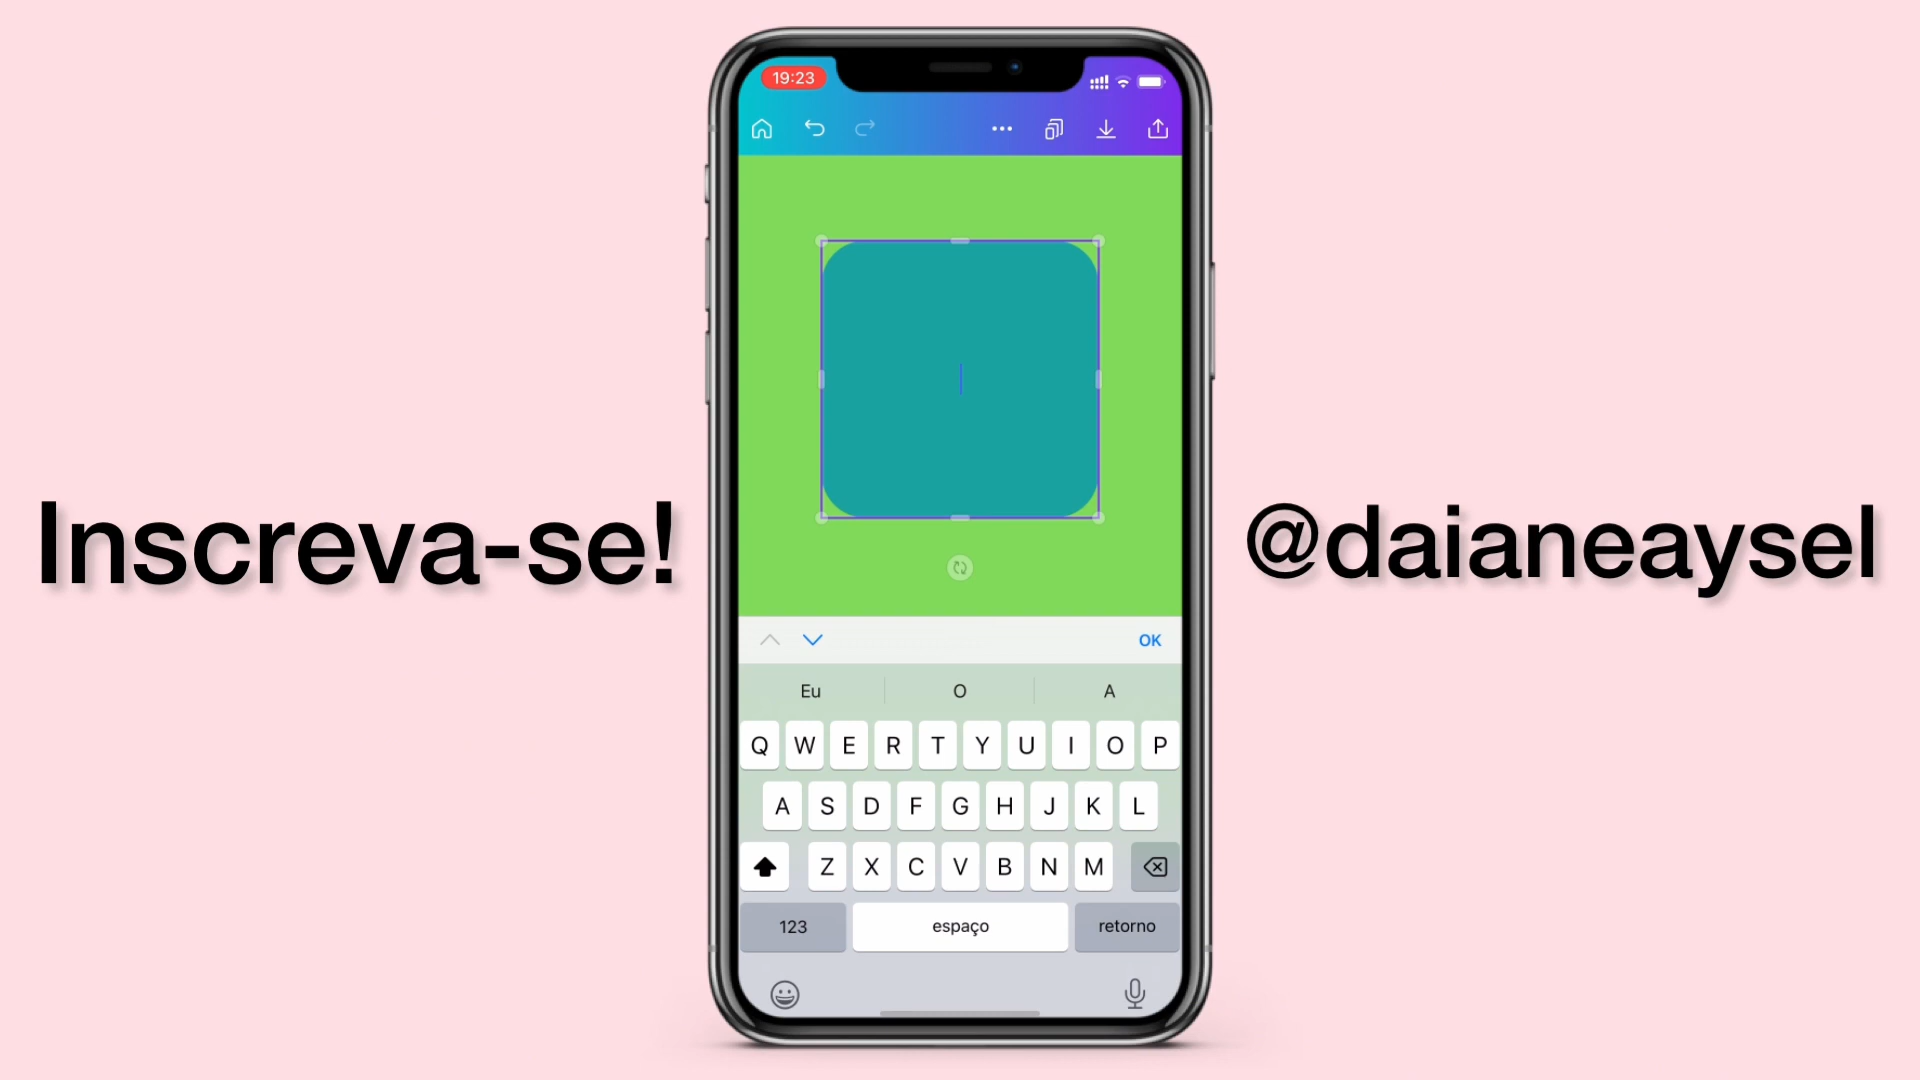 19:23
Inscreva-se!
@daianeaysel
OK
Eu O A
Q W E R T Y U I O P
A S D F G H J K L
Z X C V B N M
123 espaço retorno